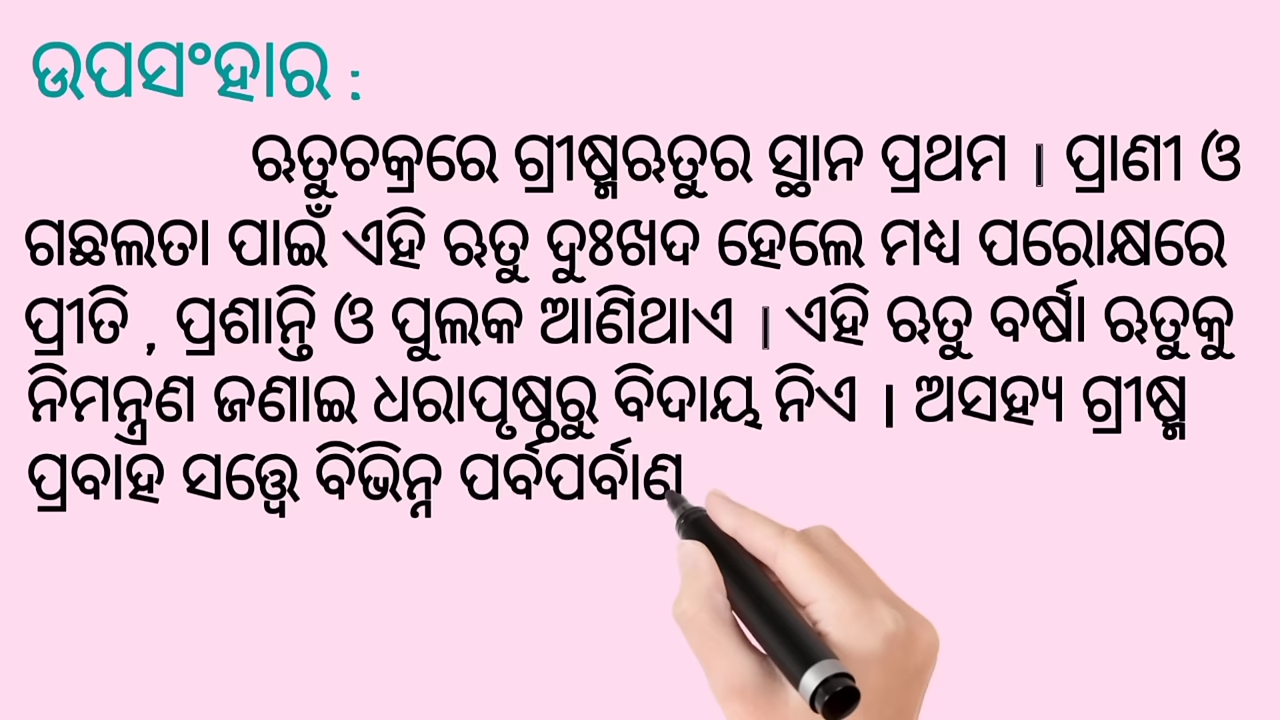 ଉପସଂହାର :
ଋତୁଚକ୍ରରେ ଗ୍ରୀଷ୍ମଋତୁର ସ୍ଥାନ ପ୍ରଥମ । ପ୍ରାଣୀ ଓ
ଗଛଲତା ପାଇଁ ଏହି ଋତୁ ଦୁଃଖଦ ହେଲେ ମଧ୍ୟ ପରୋକ୍ଷରେ
ପ୍ରୀତି , ପ୍ରଶାନ୍ତି ଓ ପୁଲକ ଆଣିଥାଏ । ଏହି ଋତୁ ବର୍ଷା ଋତୁକୁ
ନିମନ୍ତ୍ରଣ ଜଣାଇ ଧରାପୃଷ୍ଠରୁ ବିଦାୟ ନିଏ । ଅସହ୍ୟ ଗ୍ରୀଷ୍ମ
ପ୍ରବାହ ସତ୍ତ୍ୱେ ବିଭିନ୍ନ ପର୍ବପର୍ବାଣ